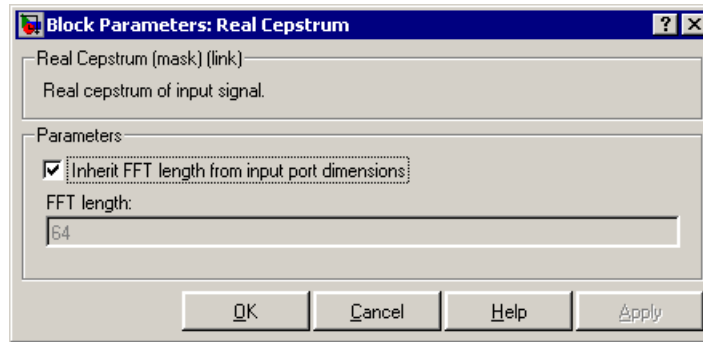 Block Parameters: Real Cepstrum
Real Cepstrum (mask) (link)
Real cepstrum of input signal.
Parameters
Inherit FFT length from input port dimensions
FFT length:
64
OK Cancel Help Apply